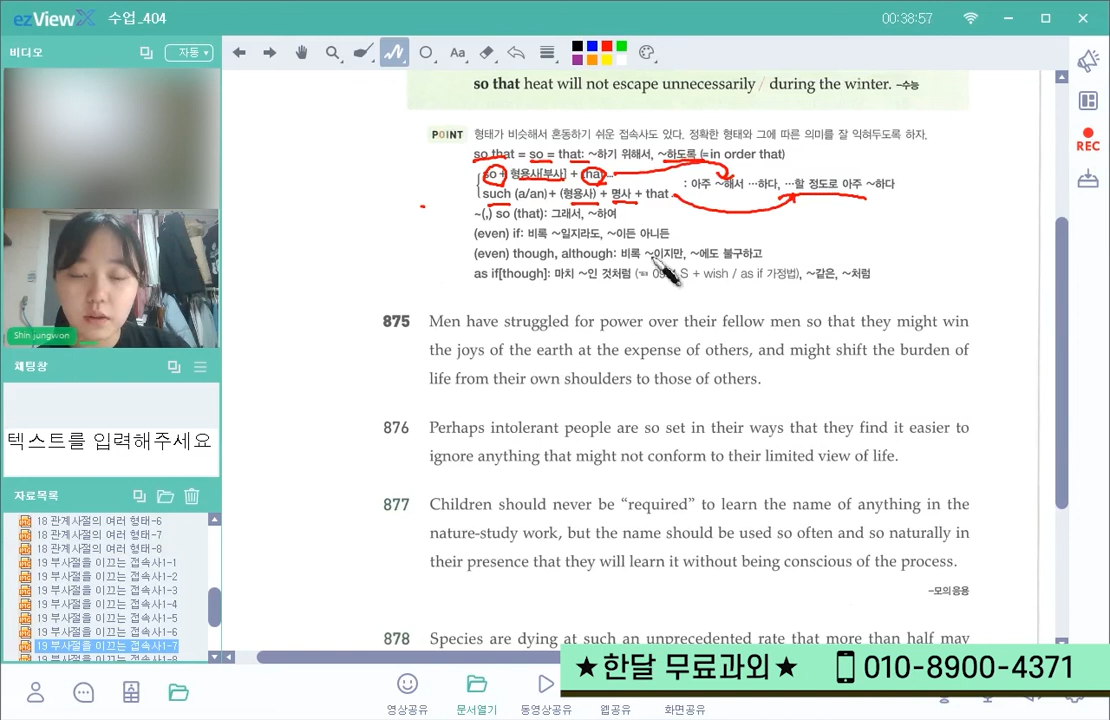 ezViewX 수업_404
00:38:57
비디오
자동
Aa
REC
so that heat will not escape unnecessarily / during the winter. –수능
POINT 형태가 비슷해서 혼동하기 쉬운 접속사도 있다. 정확한 형태와 그에 따른 의미를 잘 익혀두도록 하자.
so that = so = that: ~하기 위해서, ~하도록 (=in order that)
so + 형용사[부사] + that...
: 아주 ~해서 …하다, …할 정도로 아주 ~하다
such (a/an)+ (형용사) + 명사 + that
~(,) so (that): 그래서, ~하여
(even) if: 비록 ~일지라도, ~이든 아니든
(even) though, although: 비록 ~이지만, ~에도 불구하고
as if[though]: 마치 ~인 것처럼 (☜ S + wish / as if 가정법), ~같은, ~처럼
Shin jungwon
채팅창
텍스트를 입력해주세요
875 Men have struggled for power over their fellow men so that they might win
the joys of the earth at the expense of others, and might shift the burden of
life from their own shoulders to those of others.
876 Perhaps intolerant people are so set in their ways that they find it easier to
ignore anything that might not conform to their limited view of life.
877 Children should never be “required” to learn the name of anything in the
nature-study work, but the name should be used so often and so naturally in
their presence that they will learn it without being conscious of the process.
–모의응용
878 Species are dying at such an unprecedented rate that more than half may
자료목록
18 관계사절의 여러 형태-6
18 관계사절의 여러 형태-7
18 관계사절의 여러 형태-8
19 부사절을 이끄는 접속사1-1
19 부사절을 이끄는 접속사1-2
19 부사절을 이끄는 접속사1-3
19 부사절을 이끄는 접속사1-4
19 부사절을 이끄는 접속사1-5
19 부사절을 이끄는 접속사1-6
19 부사절을 이끄는 접속사1-7
★한달 무료과외★ 010-8900-4371
영상공유 문서열기 동영상공유 웹공유 화면공유